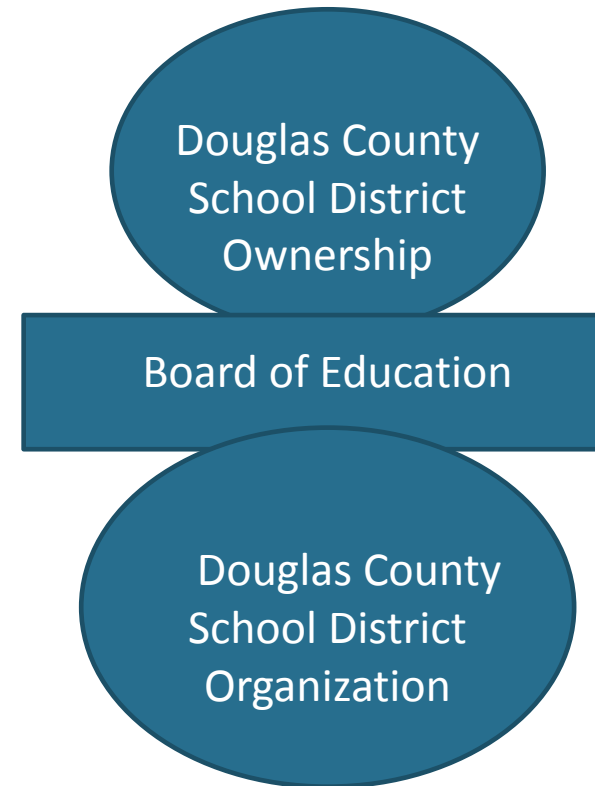 Douglas County
School District
Ownership
Board of Education
Douglas County
School District
Organization